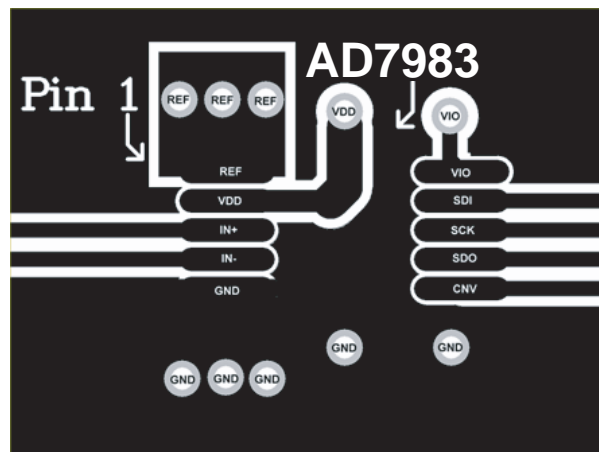 AD7983
Pin 1
REF REF REF
VDD
VIO
REF
VDD
IN+
IN-
GND
VIO
SDI
SCK
SDO
CNV
GND
GND
GND GND GND